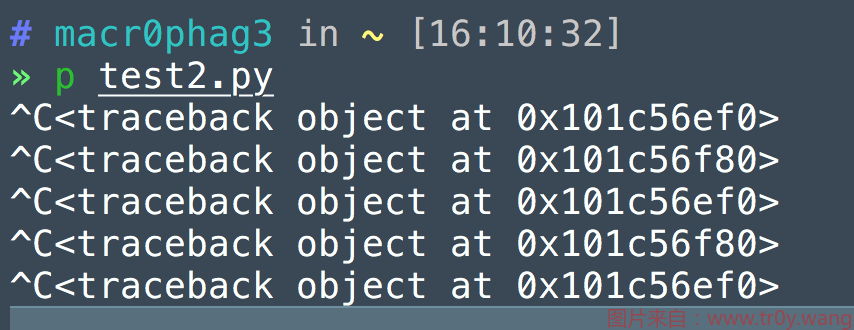 # macr0phag3 in ~ [16:10:32]
» p test2.py
^C<traceback object at 0x101c56ef0>
^C<traceback object at 0x101c56f80>
^C<traceback object at 0x101c56ef0>
^C<traceback object at 0x101c56f80>
^C<traceback object at 0x101c56ef0>
图片来自：www.tr0y.wang